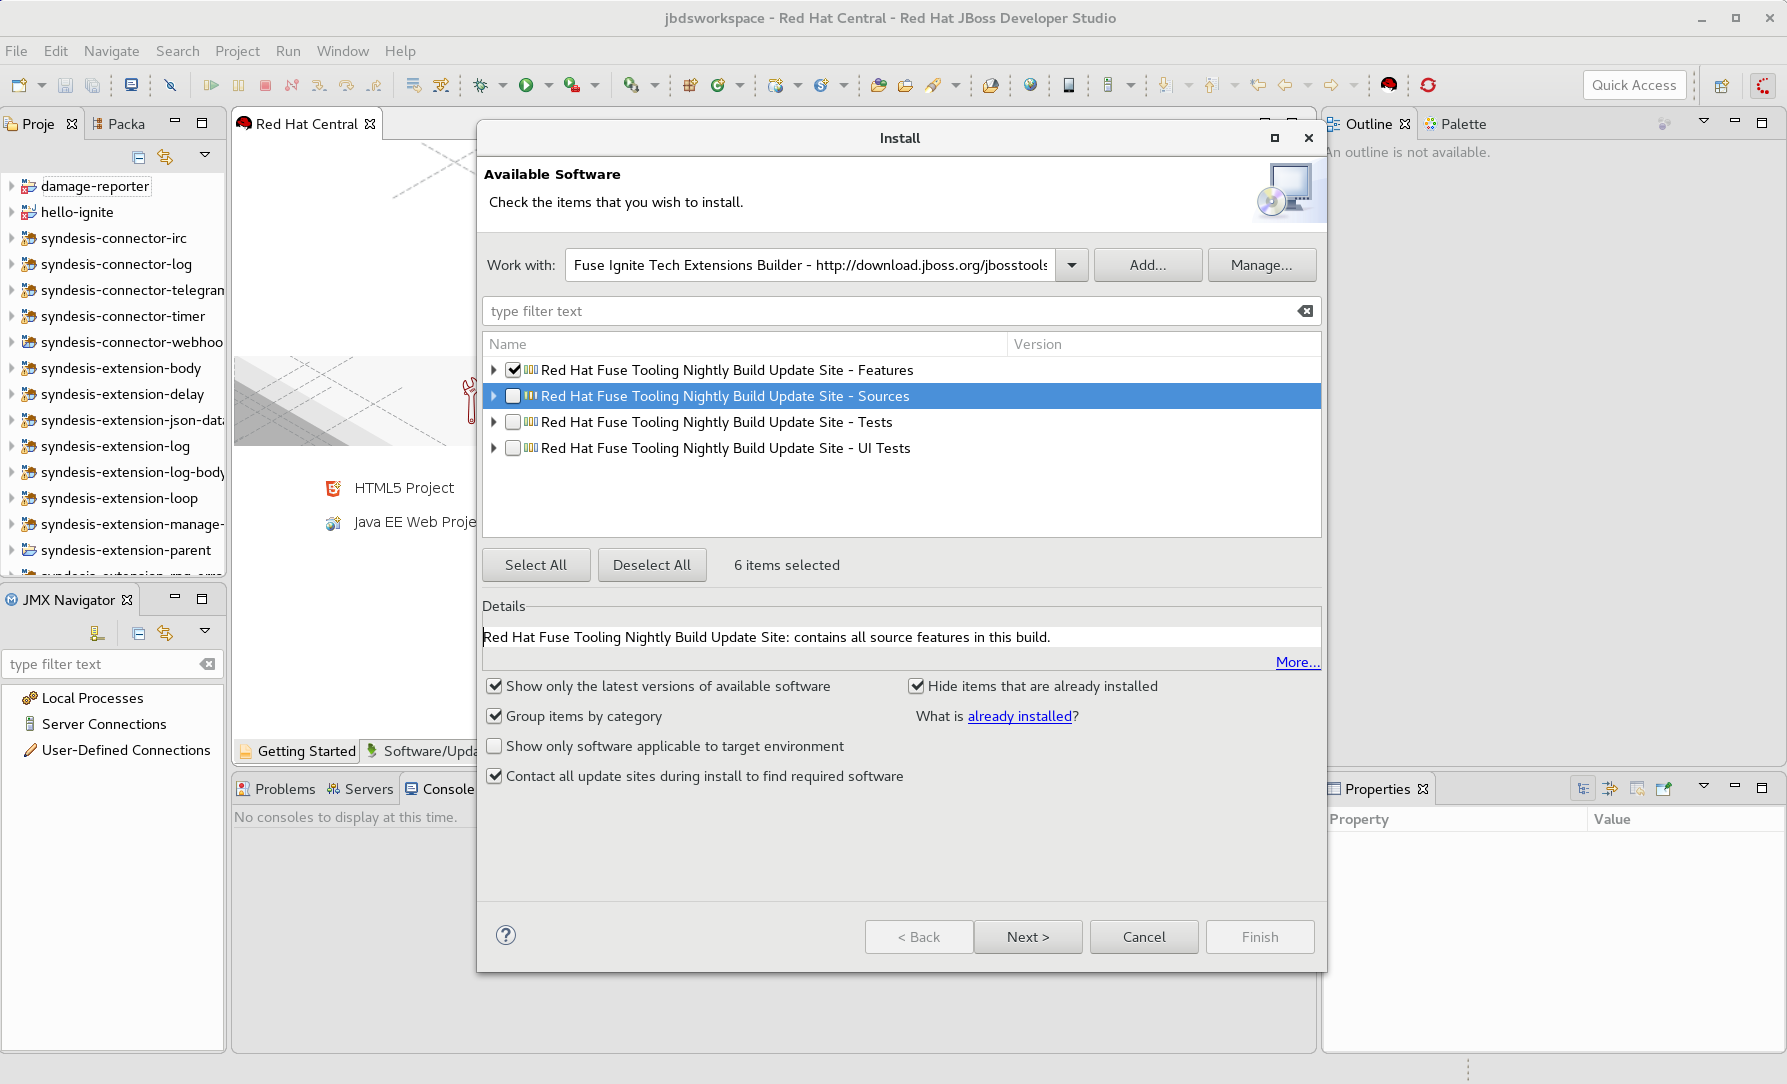 jbdsworkspace - Red Hat Central - Red Hat JBoss Developer Studio
File Edit Navigate Search Project Run Window Help
Quick Access
Proje Packa
damage-reporter
hello-ignite
syndesis-connector-irc
syndesis-connector-log
syndesis-connector-telegram
syndesis-connector-timer
syndesis-connector-webhoo
syndesis-extension-body
syndesis-extension-delay
syndesis-extension-json-data
syndesis-extension-log
syndesis-extension-log-body
syndesis-extension-loop
syndesis-extension-manage-
syndesis-extension-parent
JMX Navigator
type filter text
Local Processes
Server Connections
User-Defined Connections
Red Hat Central
HTML5 Project
Java EE Web Proje
Getting Started Software/Upda
Problems Servers Console
No consoles to display at this time.
Install
Available Software
Check the items that you wish to install.
Work with: Fuse Ignite Tech Extensions Builder - http://download.jboss.org/jbosstools Add... Manage...
type filter text
Name Version
Red Hat Fuse Tooling Nightly Build Update Site - Features
Red Hat Fuse Tooling Nightly Build Update Site - Sources
Red Hat Fuse Tooling Nightly Build Update Site - Tests
Red Hat Fuse Tooling Nightly Build Update Site - UI Tests
Select All Deselect All 6 items selected
Details
Red Hat Fuse Tooling Nightly Build Update Site: contains all source features in this build.
More...
Show only the latest versions of available software Hide items that are already installed
Group items by category What is already installed?
Show only software applicable to target environment
Contact all update sites during install to find required software
< Back Next > Cancel Finish
Outline Palette
An outline is not available.
Properties
Property Value